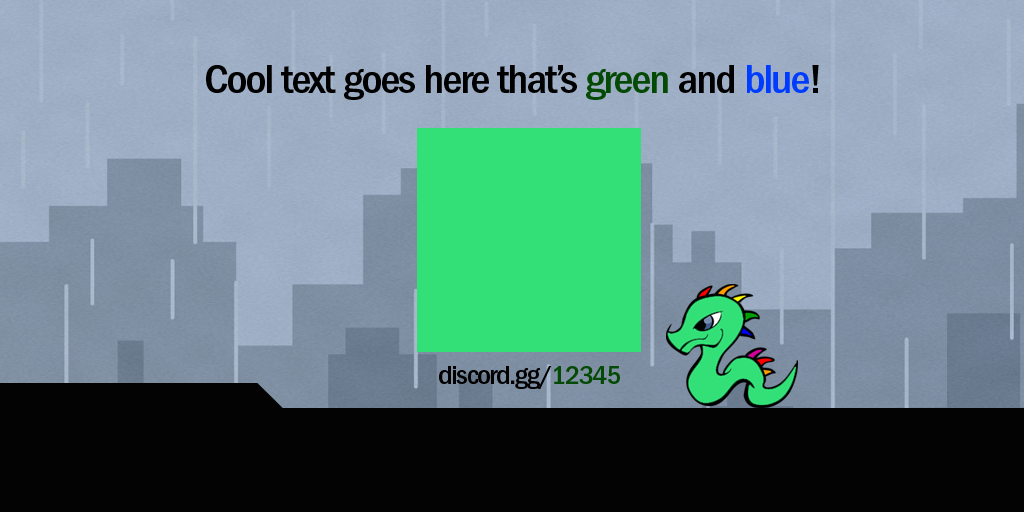 Cool text goes here that’s green and blue!
discord.gg/12345